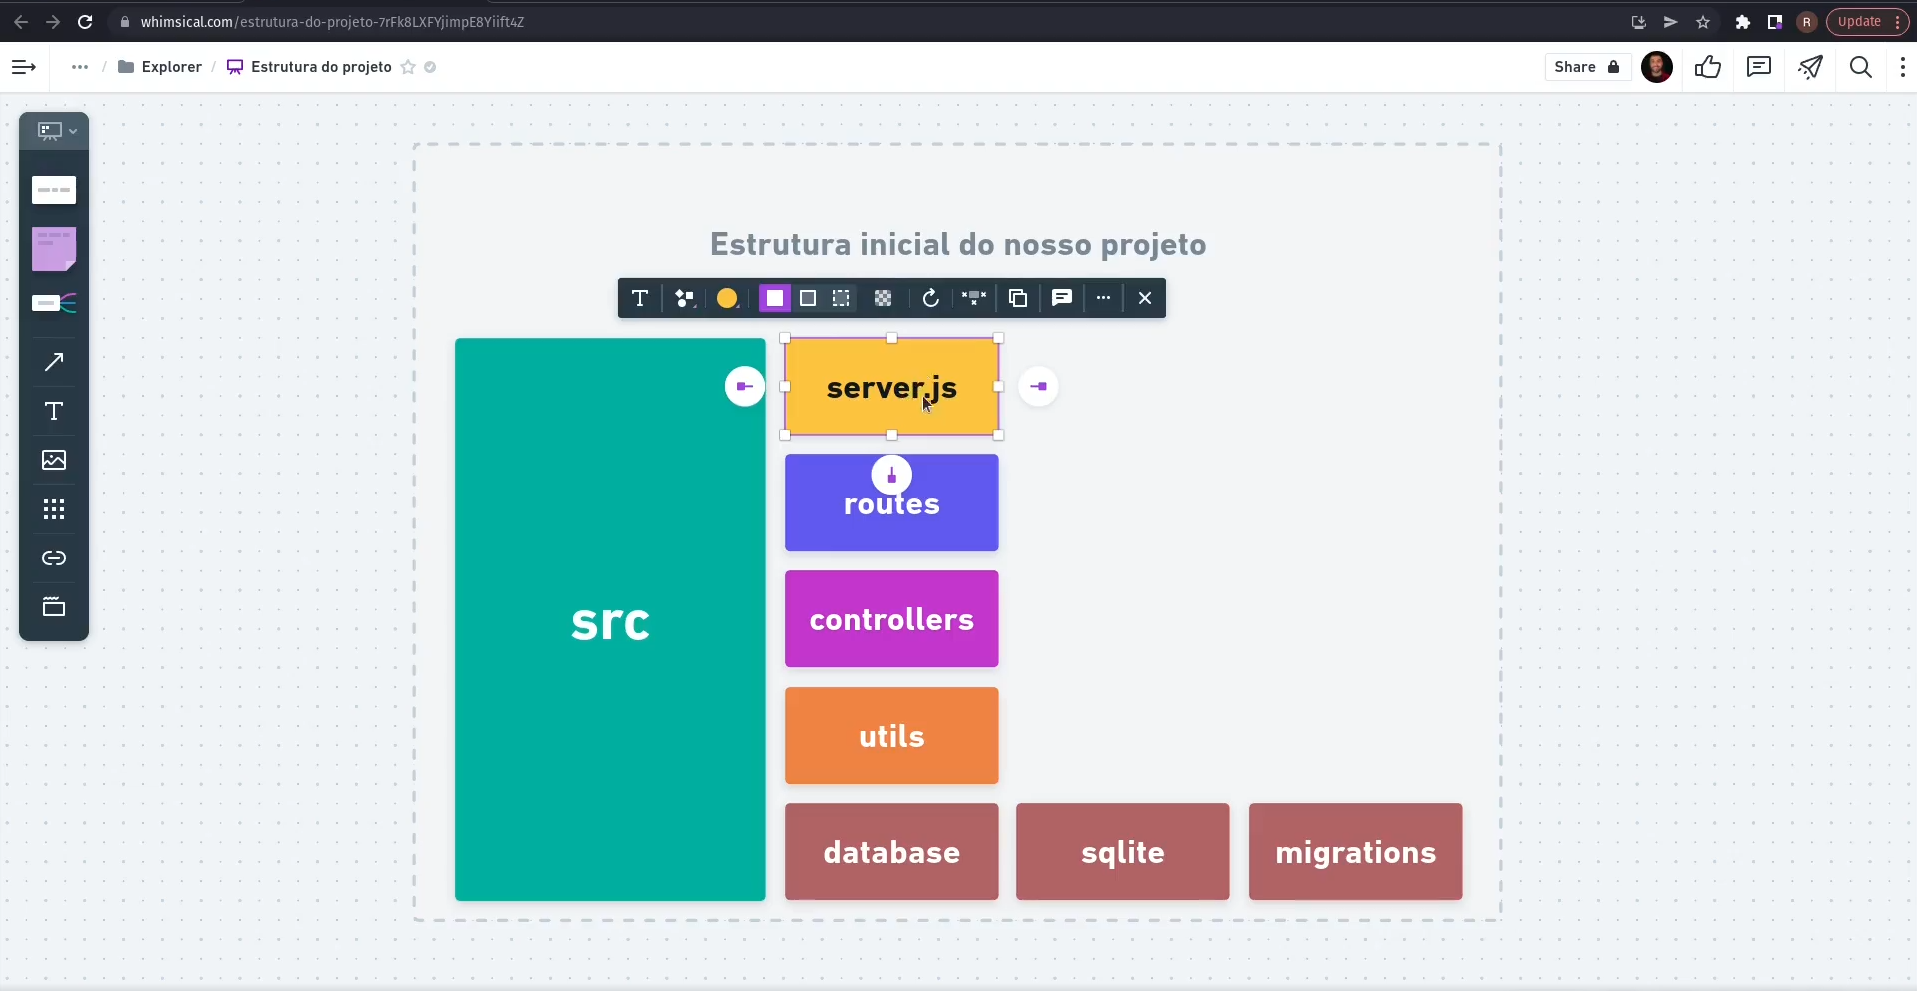 whimsical.com/estrutura-do-projeto-7rFk8LXFYjimpE8Yiift4Z
R
Update
... / Explorer / Estrutura do projeto
Share
Estrutura inicial do nosso projeto
T
server.js
routes
src
controllers
utils
database
sqlite
migrations
T